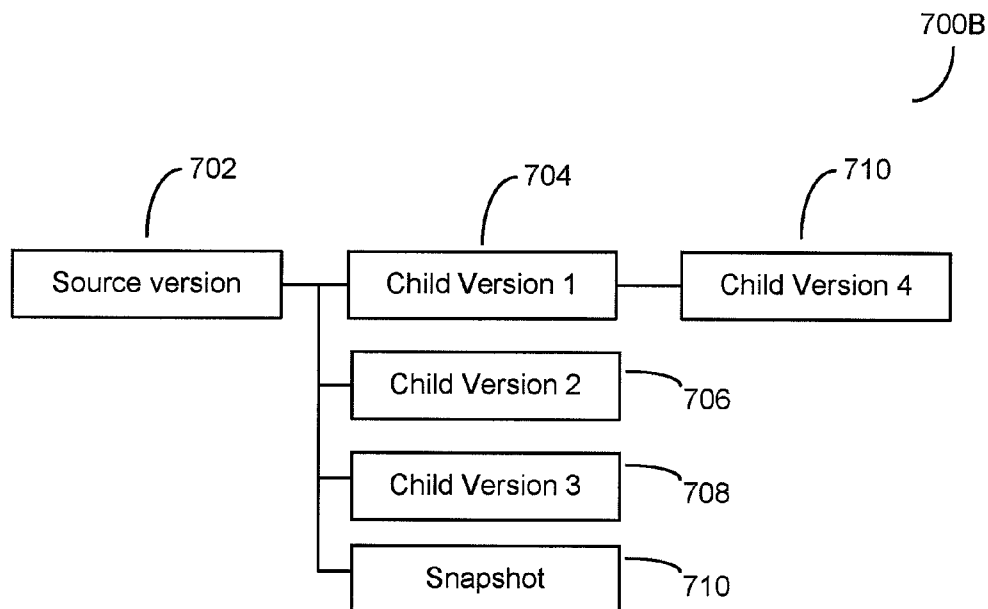 700B
702
704
710
Source version
Child Version 1
Child Version 4
Child Version 2
706
Child Version 3
708
Snapshot
710